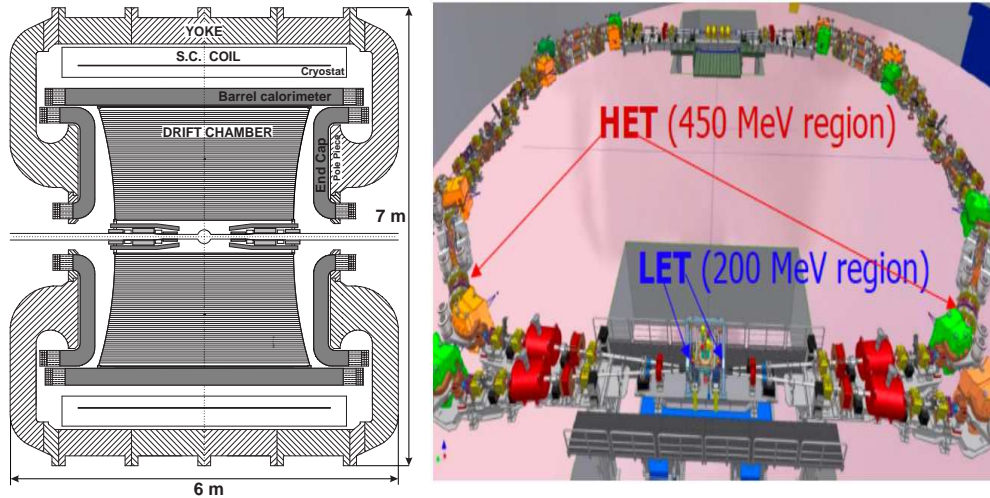 YOKE
S.C. COIL
Cryostat
Barrel calorimeter
DRIFT CHAMBER
End Cap
Pole Piece
7 m
6 m
HET (450 MeV region)
LET (200 MeV region)